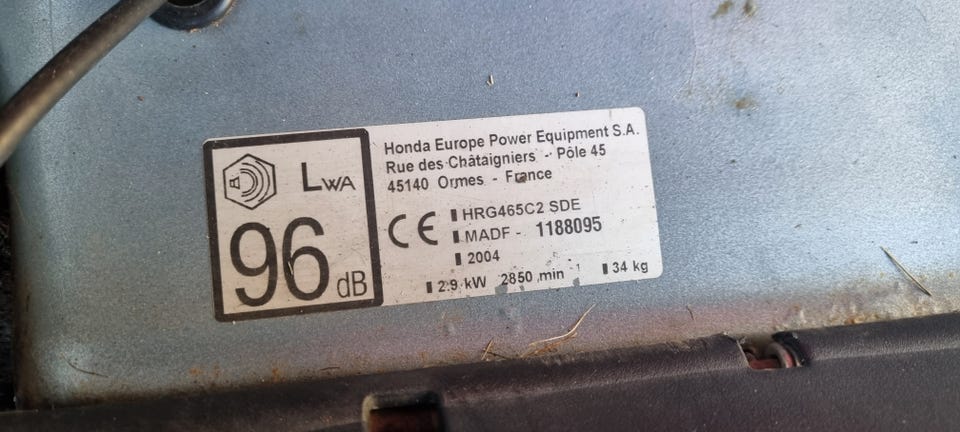 LWA
96 dB
Honda Europe Power Equipment S.A.
Rue des Châtaigniers - Pôle 45
45140 Ormes - France
CE
HRG465C2 SDE
MADF - 1188095
2004
2.9 kW 2850 min
34 kg